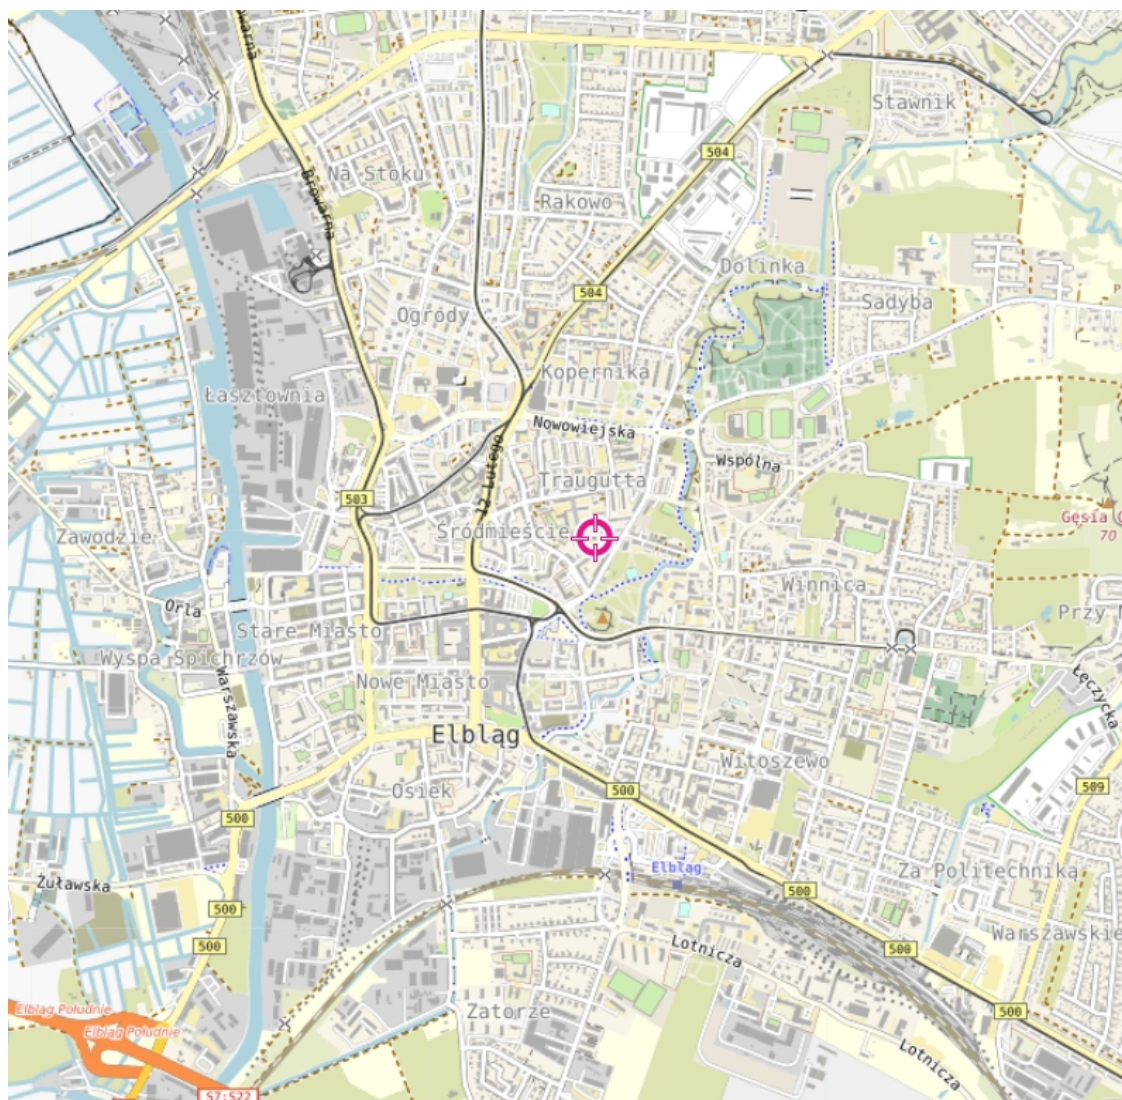 Stawnik
504
Na Stoku
Browarna
Rakowo
Dolinka
504
Sadyba
Ogrody
Kopernika
Łasztownia
Nowowiejska
12 Lutego
Wspólna
Traugutta
503
Gęsia
70
Zawodzie
Śródmieście
Winnica
Orla
Przy
Stare Miasto
Wyspa Spichrzów
Warszawska
Nowe Miasto
Łęczycka
Elbląg
Witoszewo
500
509
Osiek
500
Elbląg
Za Politechniką
Żuławska
500
500
Warszawskie
500
Lotnicza
500
Elbląg Południe
Zatorze
500
Elbląg Południe
Lotnicza
S7;S22